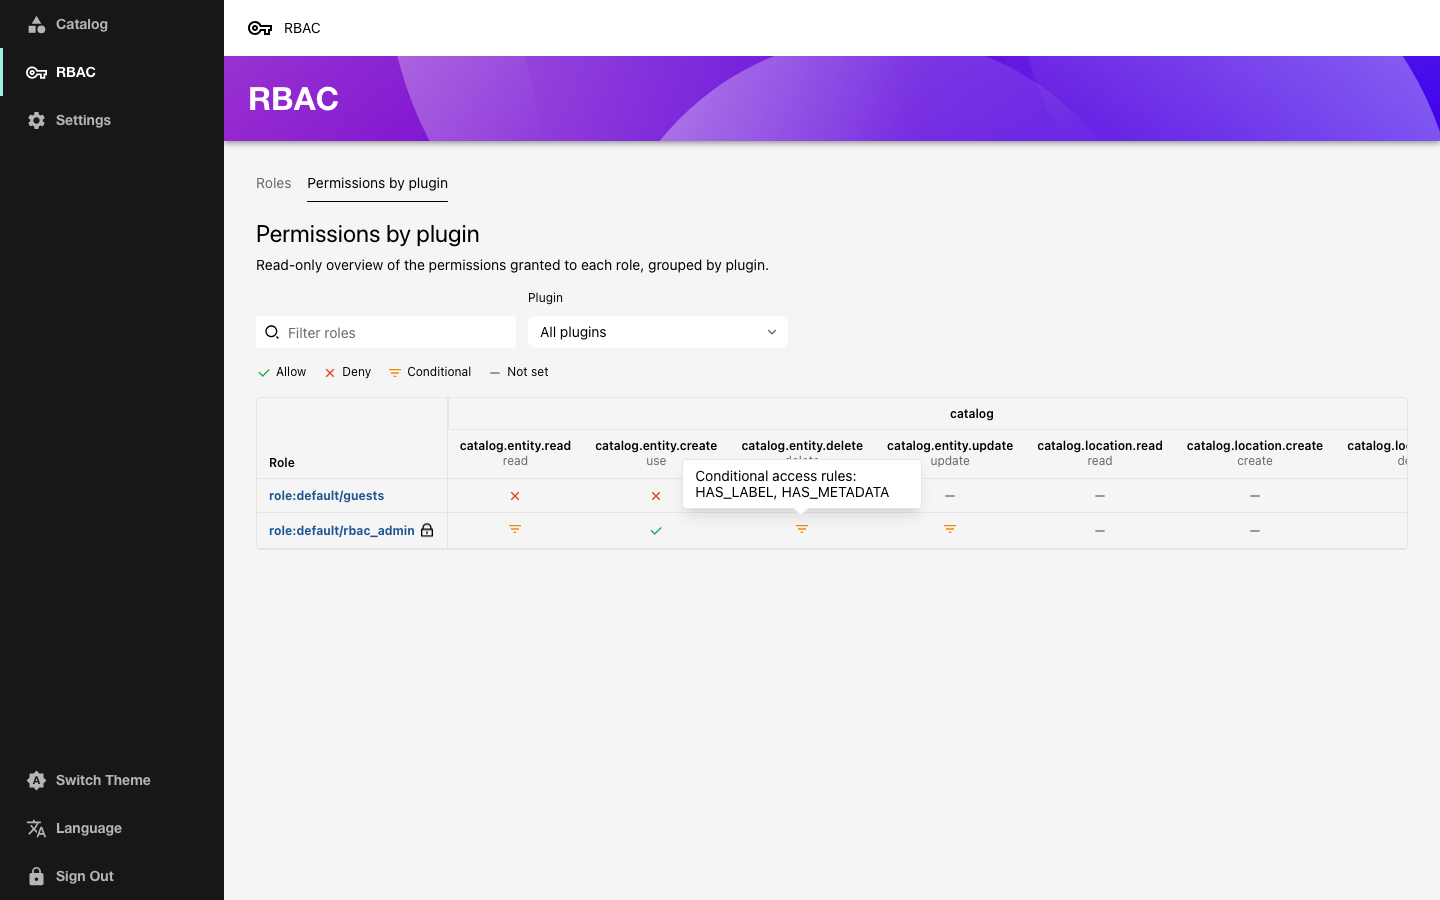 Catalog
RBAC
Settings
Switch Theme
Language
Sign Out
RBAC
RBAC
Roles
Permissions by plugin
Permissions by plugin
Read-only overview of the permissions granted to each role, grouped by plugin.
Plugin
Filter roles
All plugins
Allow
Deny
Conditional
Not set
catalog
Role
catalog.entity.read
read
catalog.entity.create
use
catalog.entity.delete
delete
catalog.entity.update
update
catalog.location.read
read
catalog.location.create
create
Conditional access rules:
HAS_LABEL, HAS_METADATA
role:default/guests
role:default/rbac_admin